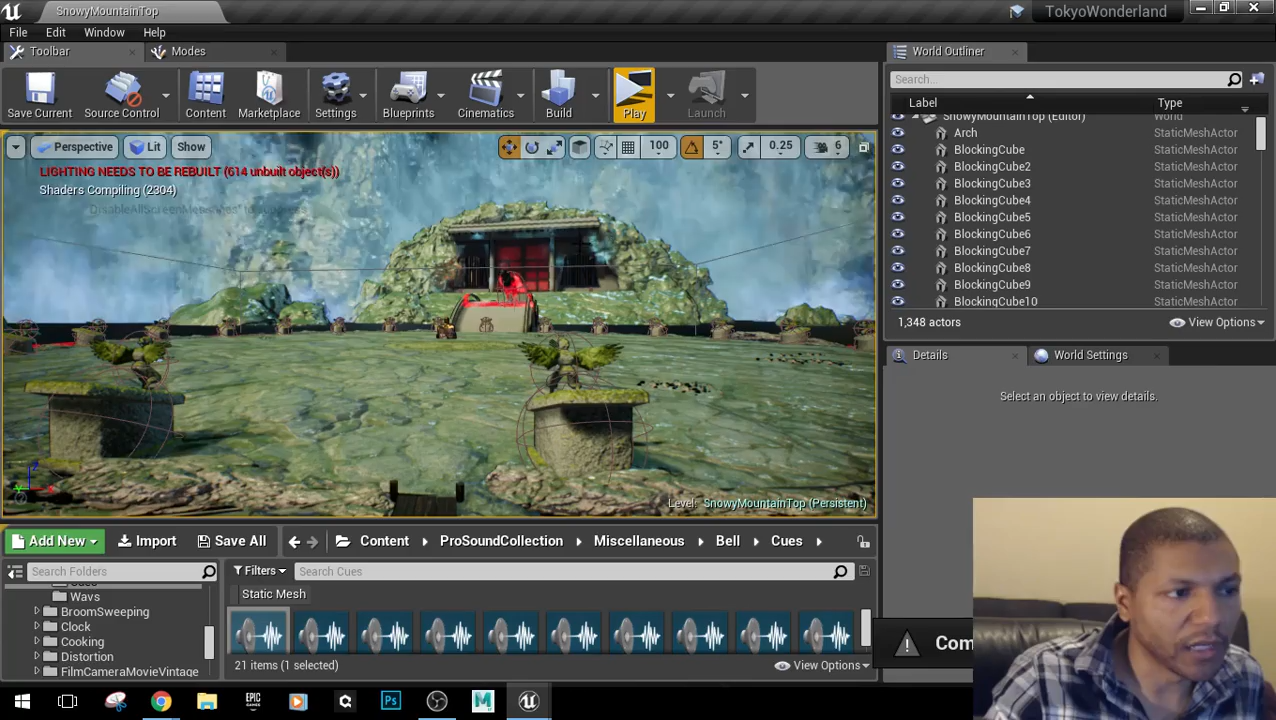 SnowyMountainTop
TokyoWonderland
File Edit Window Help
Toolbar Modes
Save Current Source Control Content Marketplace Settings Blueprints Cinematics Build Play Launch
Perspective Lit Show 100 5° 0.25 6
LIGHTING NEEDS TO BE REBUILT (614 unbuilt object(s))
Shaders Compiling (2304)
Level: SnowyMountainTop (Persistent)
World Outliner
Search...
Label Type
SnowyMountainTop (Editor) World
Arch StaticMeshActor
BlockingCube StaticMeshActor
BlockingCube2 StaticMeshActor
BlockingCube3 StaticMeshActor
BlockingCube4 StaticMeshActor
BlockingCube5 StaticMeshActor
BlockingCube6 StaticMeshActor
BlockingCube7 StaticMeshActor
BlockingCube8 StaticMeshActor
BlockingCube9 StaticMeshActor
BlockingCube10 StaticMeshActor
1,348 actors View Options
Details World Settings
Select an object to view details.
Add New Import Save All Content ProSoundCollection Miscellaneous Bell Cues
Search Folders Filters Search Cues
Static Mesh
Wavs
BroomSweeping
Clock
Cooking
Distortion
FilmCameraMovieVintage
21 items (1 selected) View Options
Com
EPIC GAMES
Ps
M